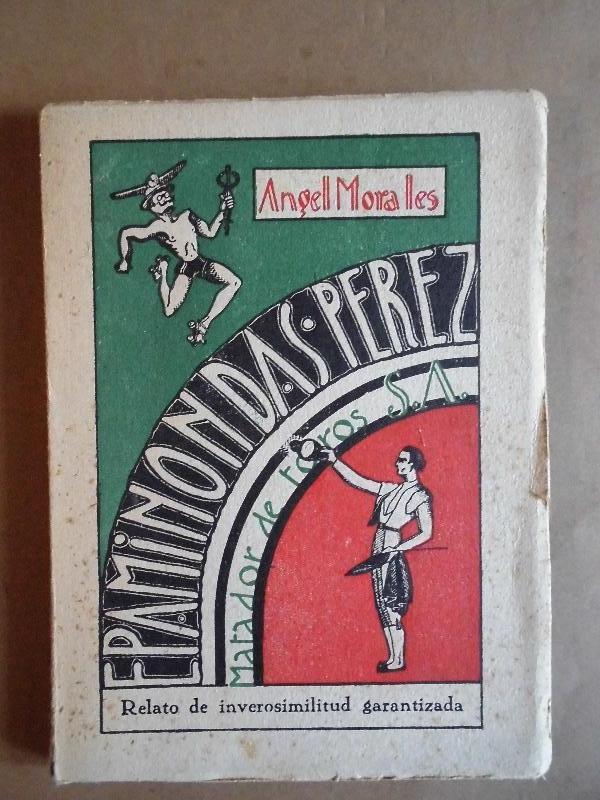 Angel Morales
EPAMiNONDAS·PEREZ
Matador de toros S.A.
Relato de inverosimilitud garantizada